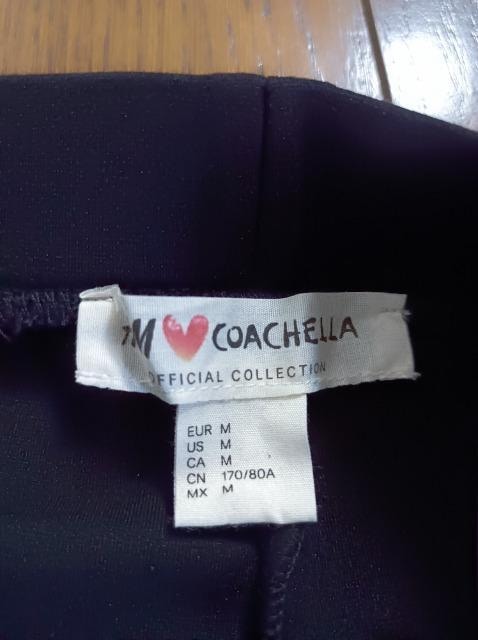 COACHELLA
OFFICIAL COLLECTION
EUR M
US M
CA M
CN 170/80A
MX M